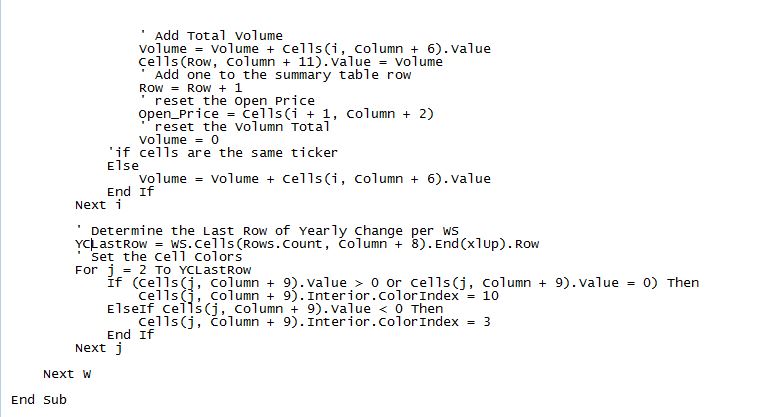 ' Add Total Volume
Volume = Volume + Cells(i, Column + 6).Value
Cells(Row, Column + 11).Value = Volume
' Add one to the summary table row
Row = Row + 1
' reset the Open Price
Open_Price = Cells(i + 1, Column + 2)
' reset the Volumn Total
Volume = 0
'if cells are the same ticker
Else
Volume = Volume + Cells(i, Column + 6).Value
End If
Next i
' Determine the Last Row of Yearly Change per WS
YCLastRow = WS.Cells(Rows.Count, Column + 8).End(xlUp).Row
' Set the Cell Colors
For j = 2 To YCLastRow
If (Cells(j, Column + 9).Value > 0 Or Cells(j, Column + 9).Value = 0) Then
Cells(j, Column + 9).Interior.ColorIndex = 10
ElseIf Cells(j, Column + 9).Value < 0 Then
Cells(j, Column + 9).Interior.ColorIndex = 3
End If
Next j
Next W
End Sub